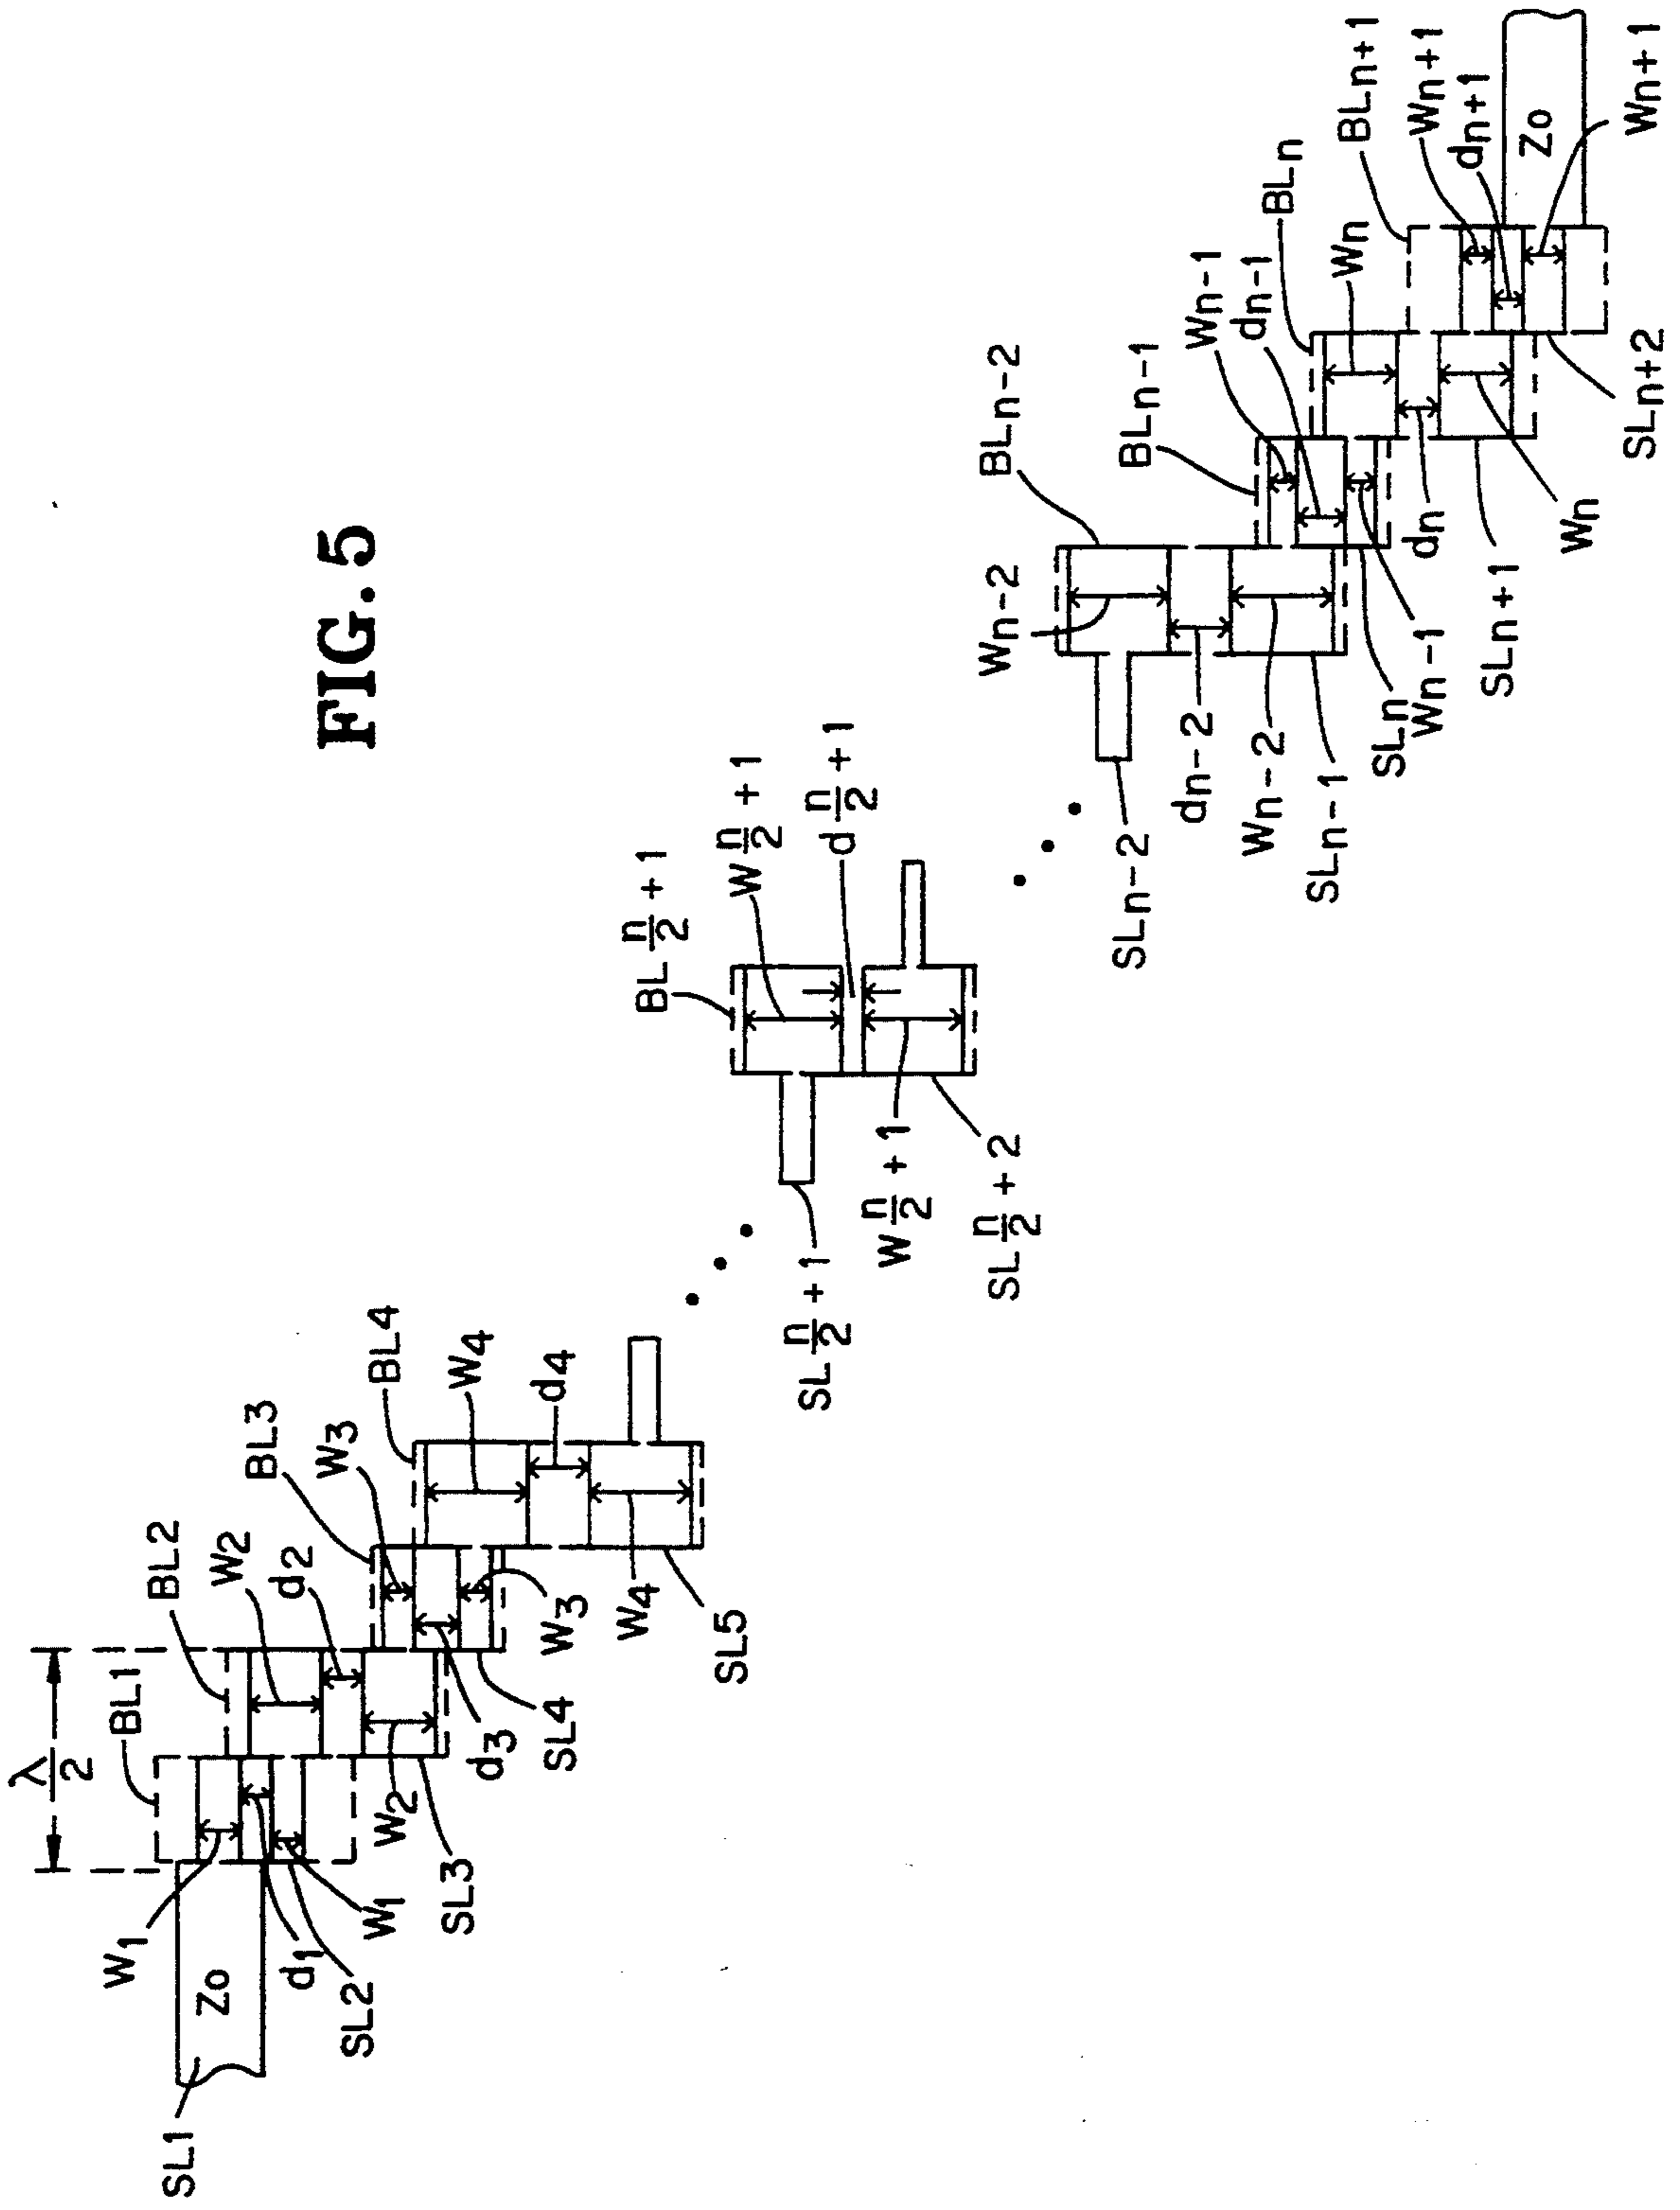 FIG. 5
λ/2
BL1
BL2
BL3
BL4
W1
W2
W3
W4
d2
d4
Zo
SL1
d1
W1
SL2
W2
SL3
d3
SL4
W3
W4
SL5
BL n/2 + 1
W n/2 + 1
d n/2 + 1
SL n/2 + 1
W n/2 + 1
SL n/2 + 2
BLn-2
Wn-2
SLn-2
dn-2
Wn-2
SLn-1
BLn-1
Wn-1
dn-1
SLn
Wn-1
BLn
Wn
dn
SLn+1
Wn
BLn+1
Wn+1
dn+1
Zo
Wn+1
SLn+2